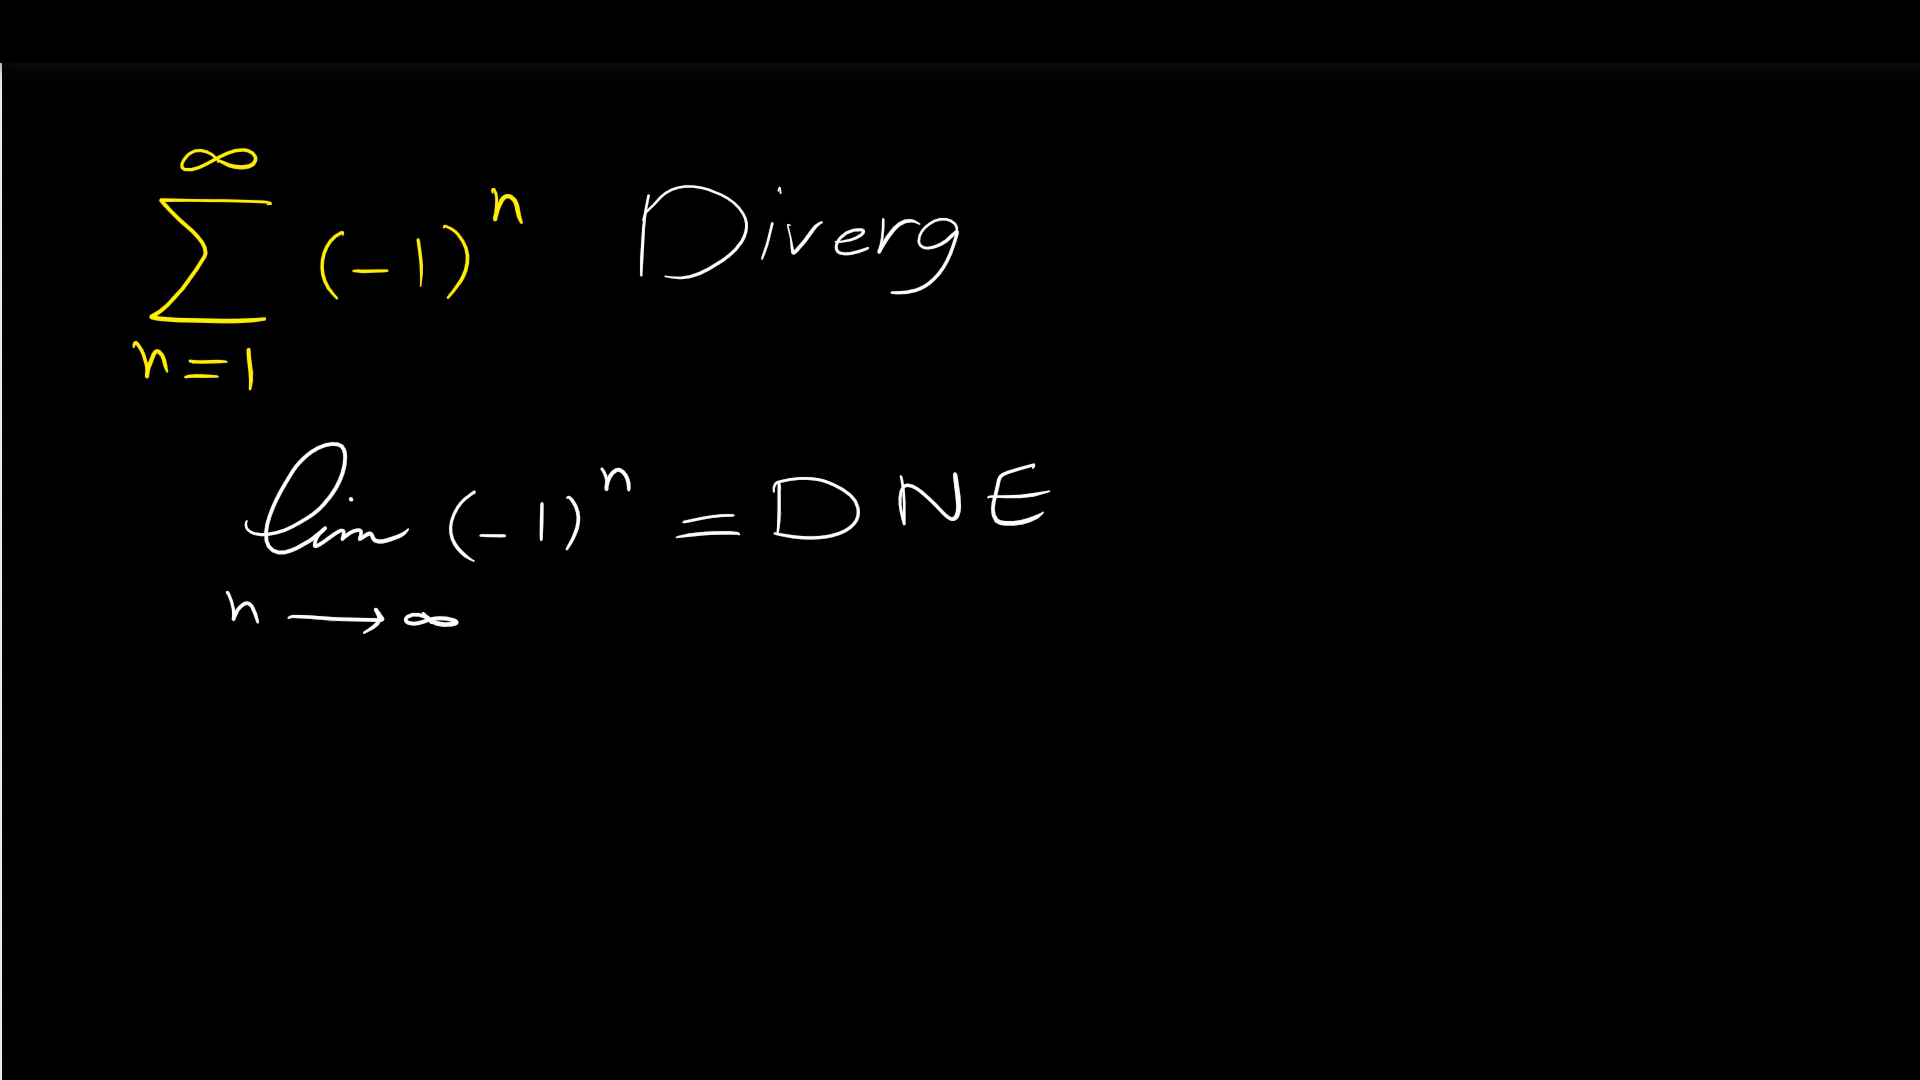 ∞
∑ (-1)ⁿ Diverg
n=1
lim (-1)ⁿ = DNE
n → ∞